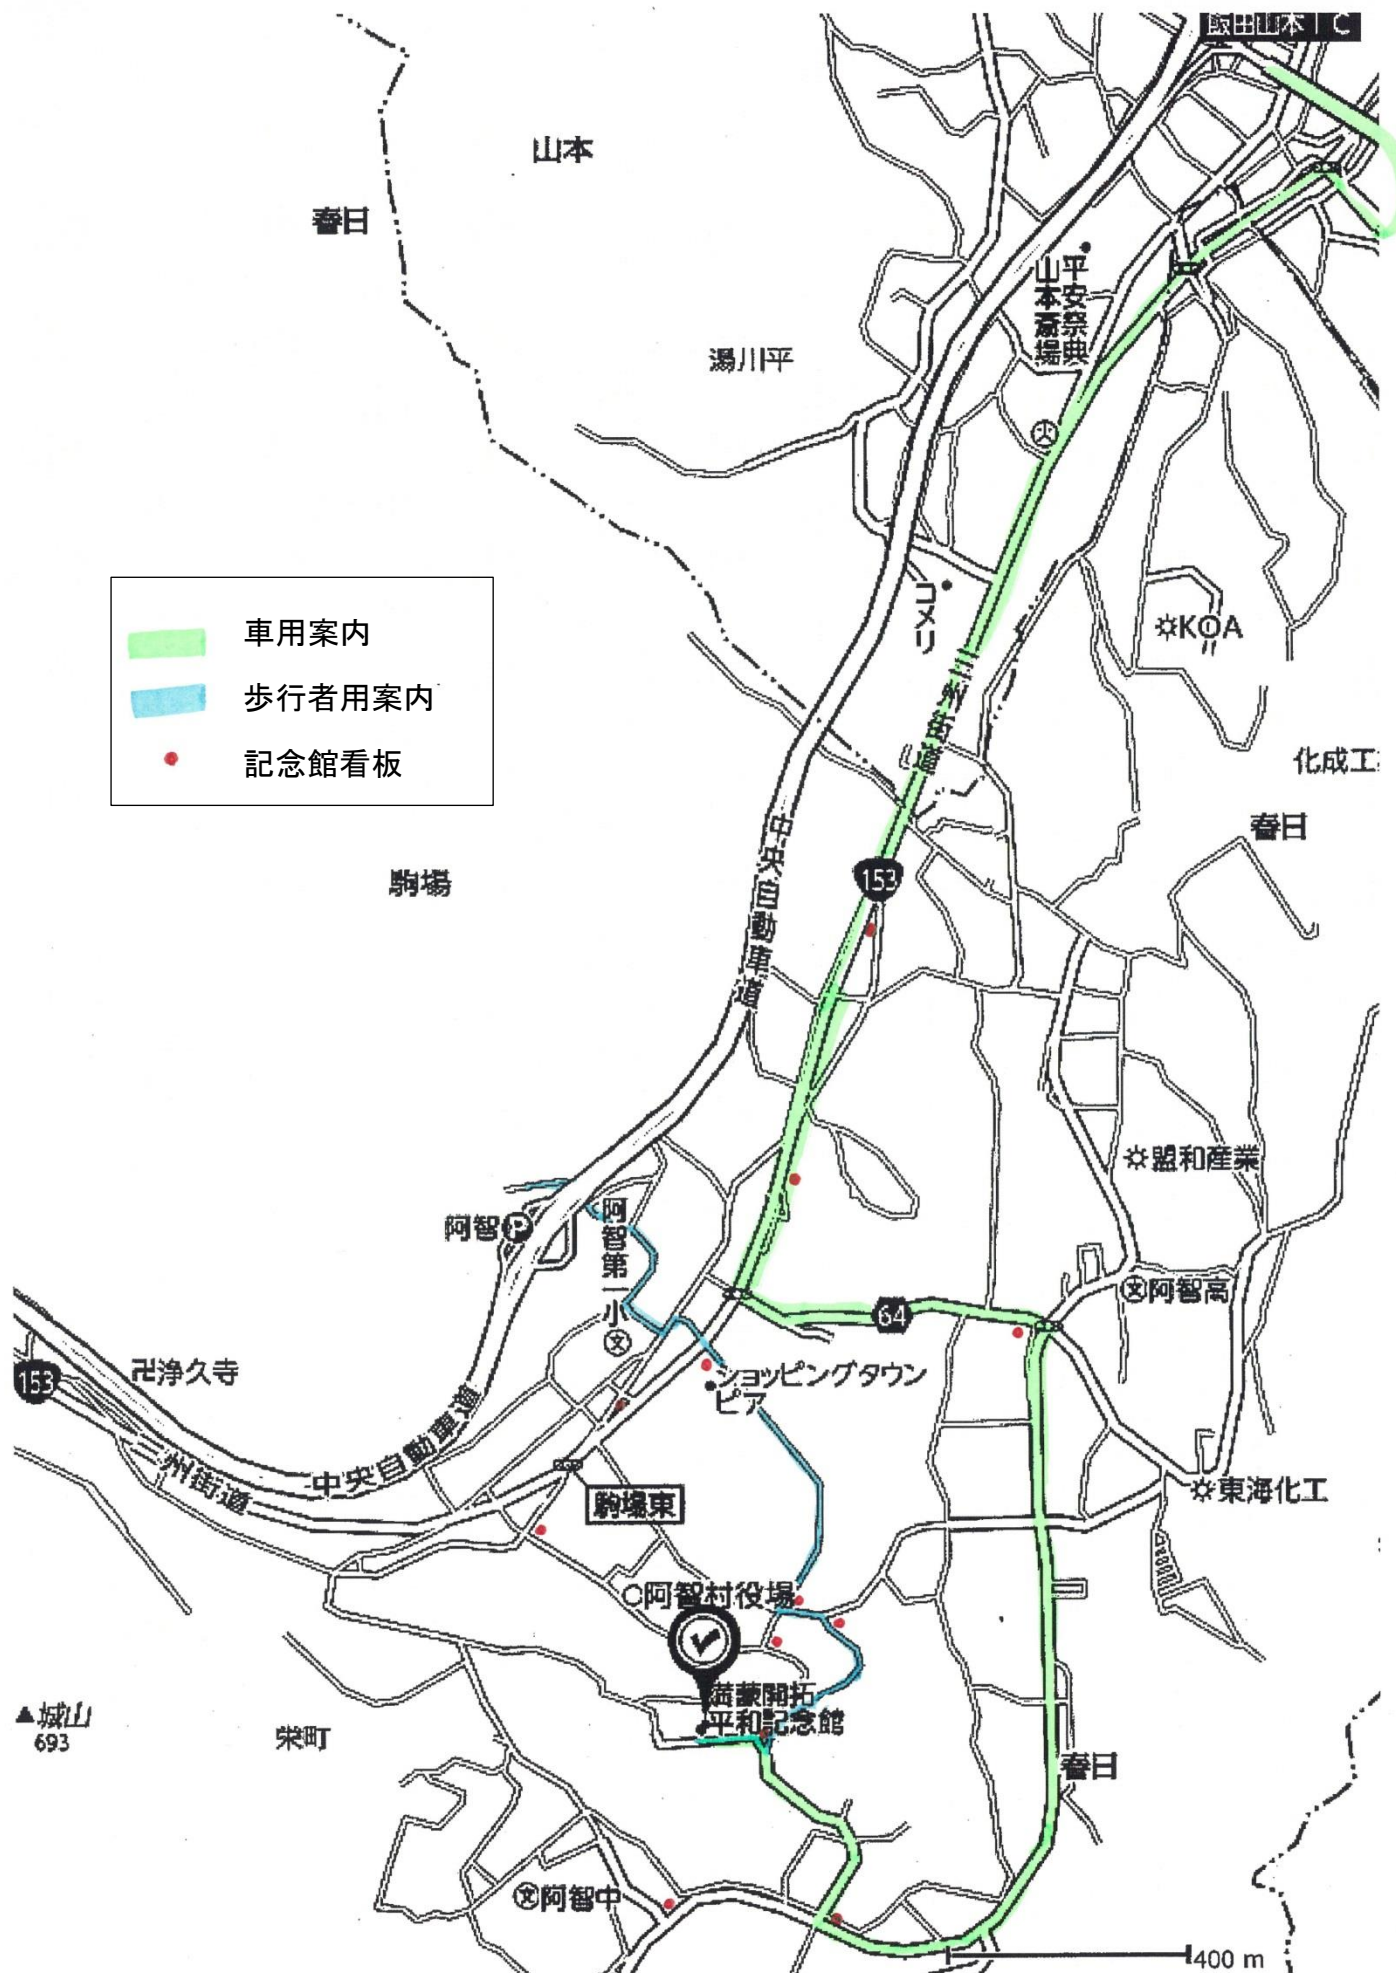 飯田山本IC
山本
春日
平安祭典
山本斎場
湯川平
コメリ
KOA
車用案内
歩行者用案内
記念館看板
三州街道
化成工
春日
中央自動車道
駒場
153
盟和産業
阿智P
阿智第一小
文
文阿智高
64
卍浄久寺
153
ショッピングタウン
ピア
中央自動車道
三州街道
駒場東
東海化工
阿智村役場
満蒙開拓
平和記念館
城山
693
栄町
春日
文阿智中
400 m